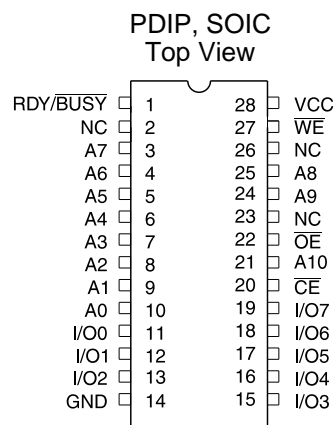 PDIP, SOIC
Top View
RDY/BUSY 1 28 VCC
NC 2 27 WE
A7 3 26 NC
A6 4 25 A8
A5 5 24 A9
A4 6 23 NC
A3 7 22 OE
A2 8 21 A10
A1 9 20 CE
A0 10 19 I/O7
I/O0 11 18 I/O6
I/O1 12 17 I/O5
I/O2 13 16 I/O4
GND 14 15 I/O3